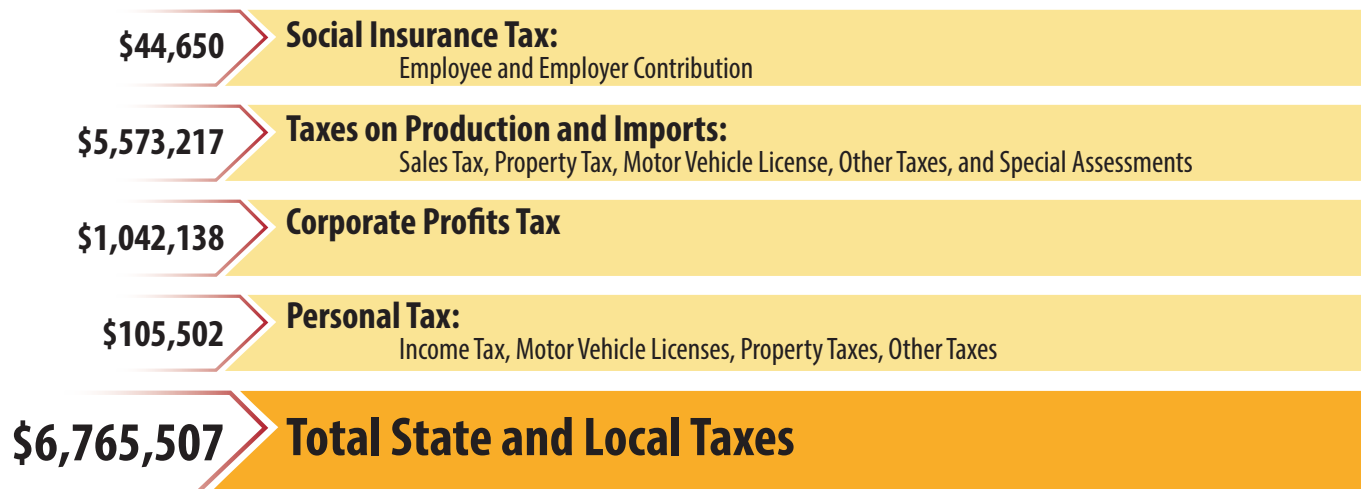 $44,650 Social Insurance Tax:
Employee and Employer Contribution
$5,573,217 Taxes on Production and Imports:
Sales Tax, Property Tax, Motor Vehicle License, Other Taxes, and Special Assessments
$1,042,138 Corporate Profits Tax
$105,502 Personal Tax:
Income Tax, Motor Vehicle Licenses, Property Taxes, Other Taxes
$6,765,507 Total State and Local Taxes